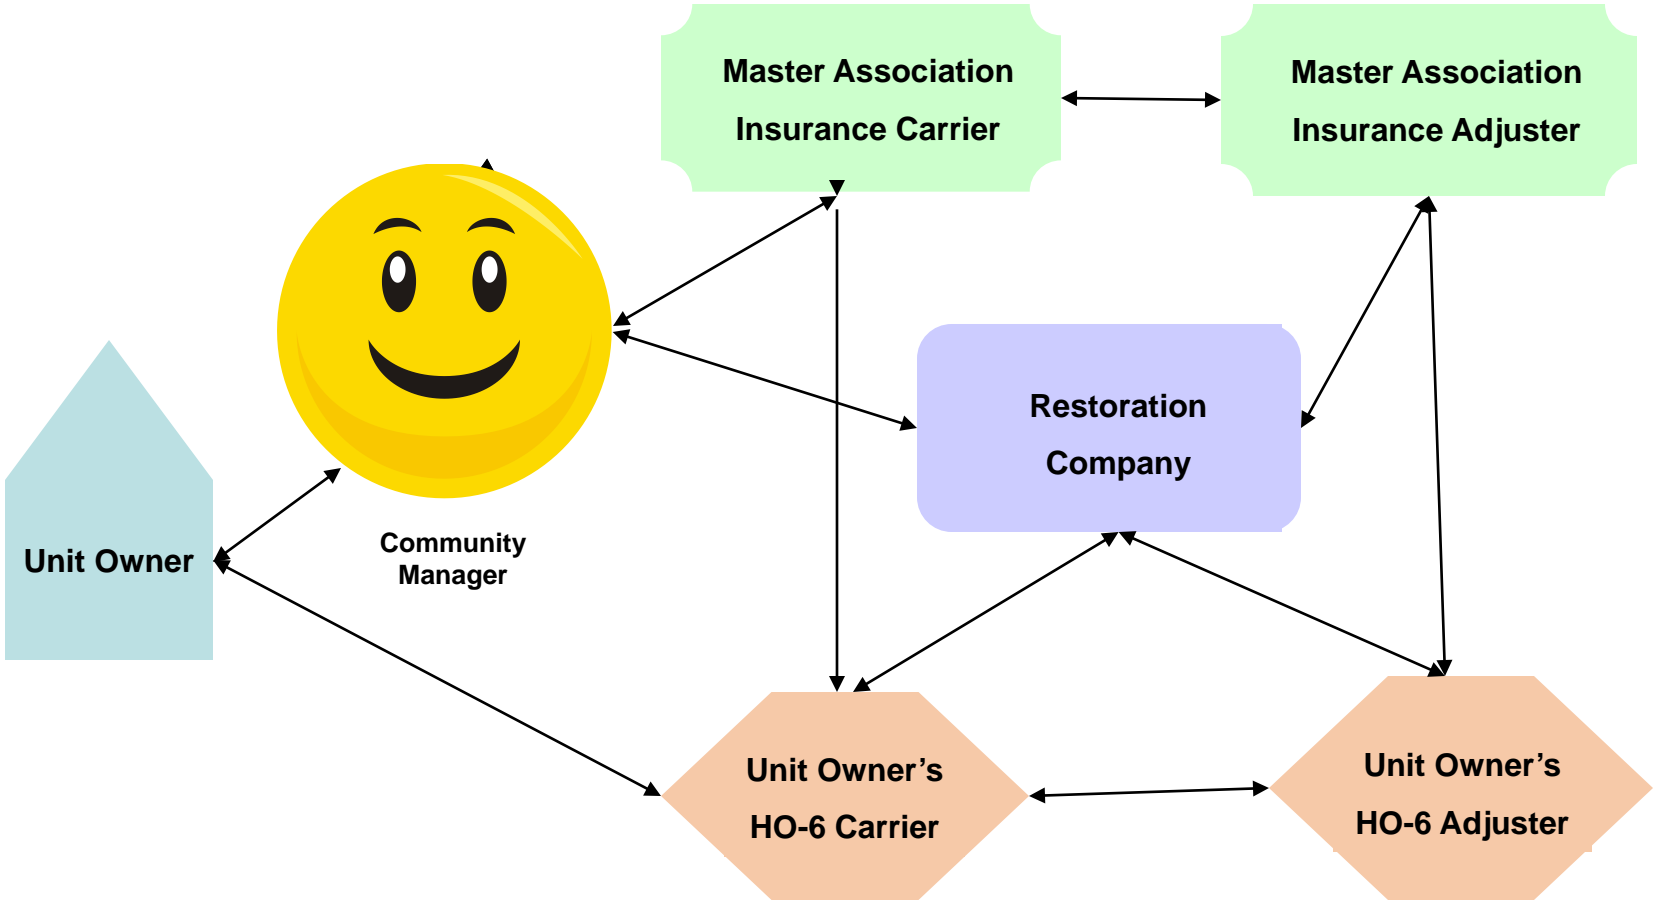 Master Association
Insurance Carrier
Master Association
Insurance Adjuster
Restoration
Company
Unit Owner
Community
Manager
Unit Owner’s
HO-6 Carrier
Unit Owner’s
HO-6 Adjuster